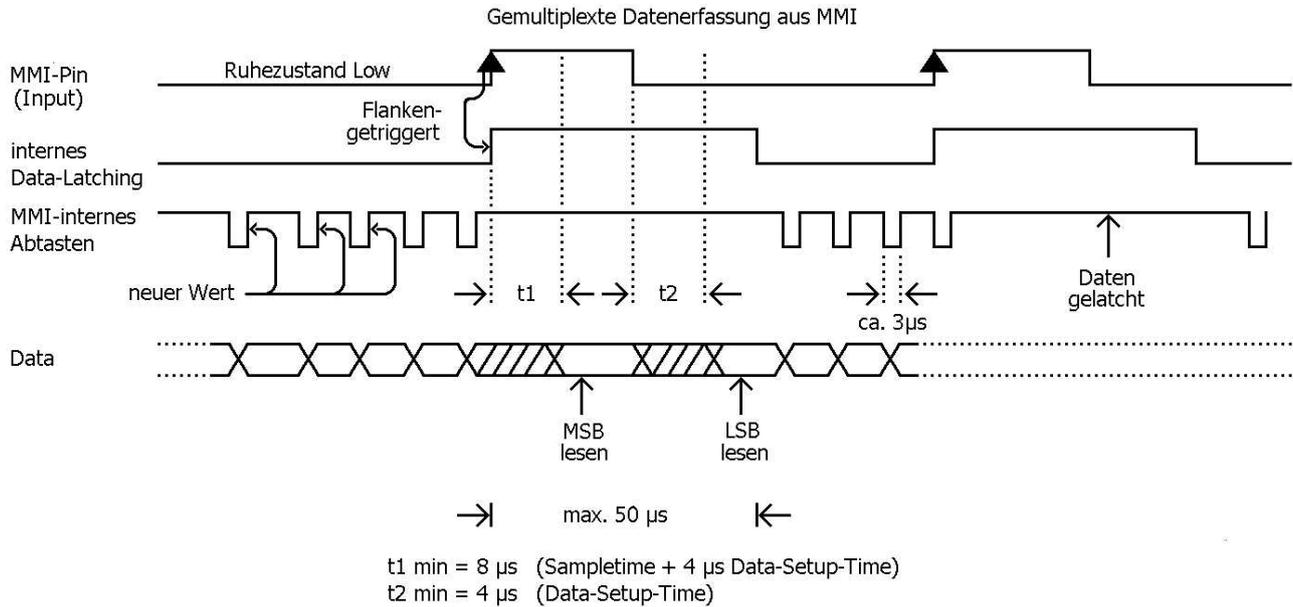 Gemultiplexte Datenerfassung aus MMI
MMI-Pin
(Input)
Ruhezustand Low
Flanken-
getriggert
internes
Data-Latching
MMI-internes
Abtasten
neuer Wert
t1
t2
ca. 3µs
Daten
gelatcht
Data
MSB
lesen
LSB
lesen
max. 50 µs
t1 min = 8 µs (Sampletime + 4 µs Data-Setup-Time)
t2 min = 4 µs (Data-Setup-Time)